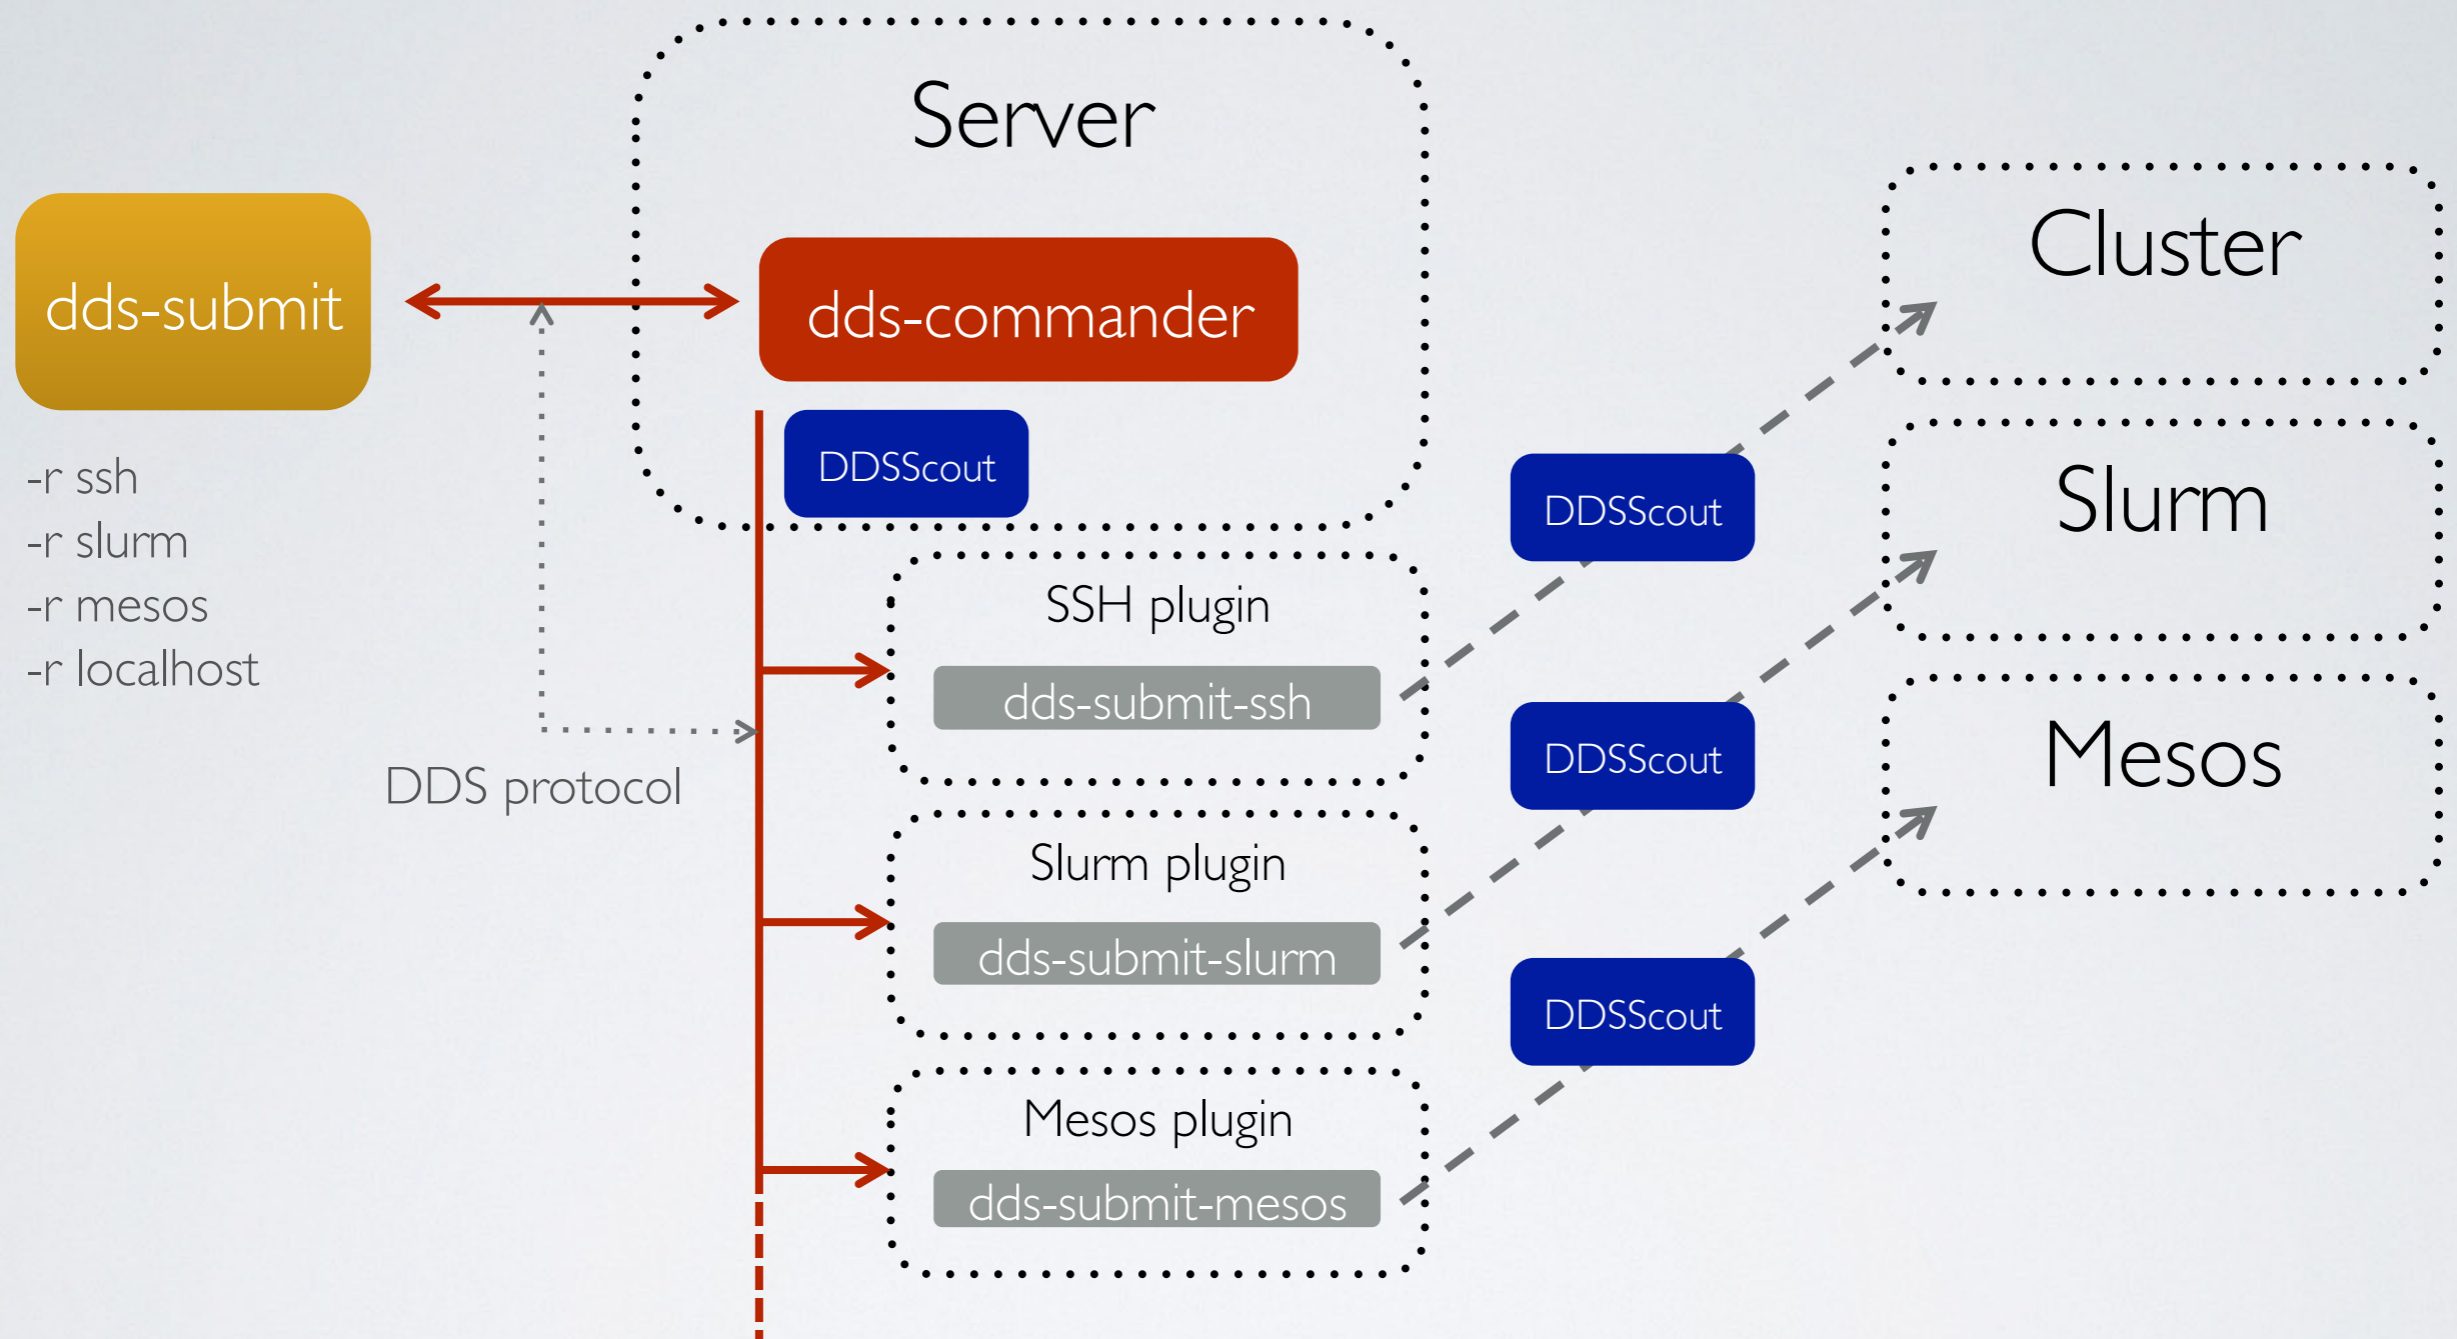 Server
dds-submit
dds-commander
DDSScout
-r ssh
-r slurm
-r mesos
-r localhost
DDS protocol
SSH plugin
dds-submit-ssh
Slurm plugin
dds-submit-slurm
Mesos plugin
dds-submit-mesos
DDSScout
DDSScout
DDSScout
Cluster
Slurm
Mesos